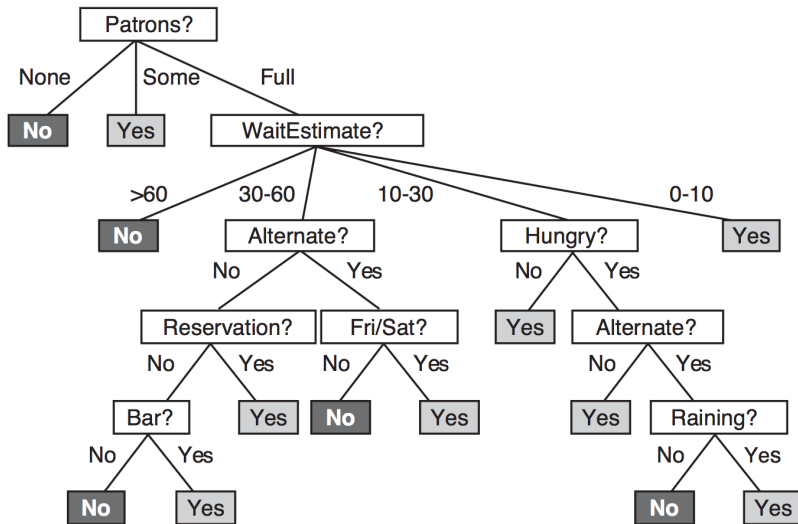 Patrons?
None Some Full
No Yes WaitEstimate?
>60 30-60 10-30 0-10
No Alternate? Hungry? Yes
No Yes No Yes
Reservation? Fri/Sat? Yes Alternate?
No Yes No Yes No Yes
Bar? Yes No Yes Yes Raining?
No Yes No Yes
No Yes No Yes